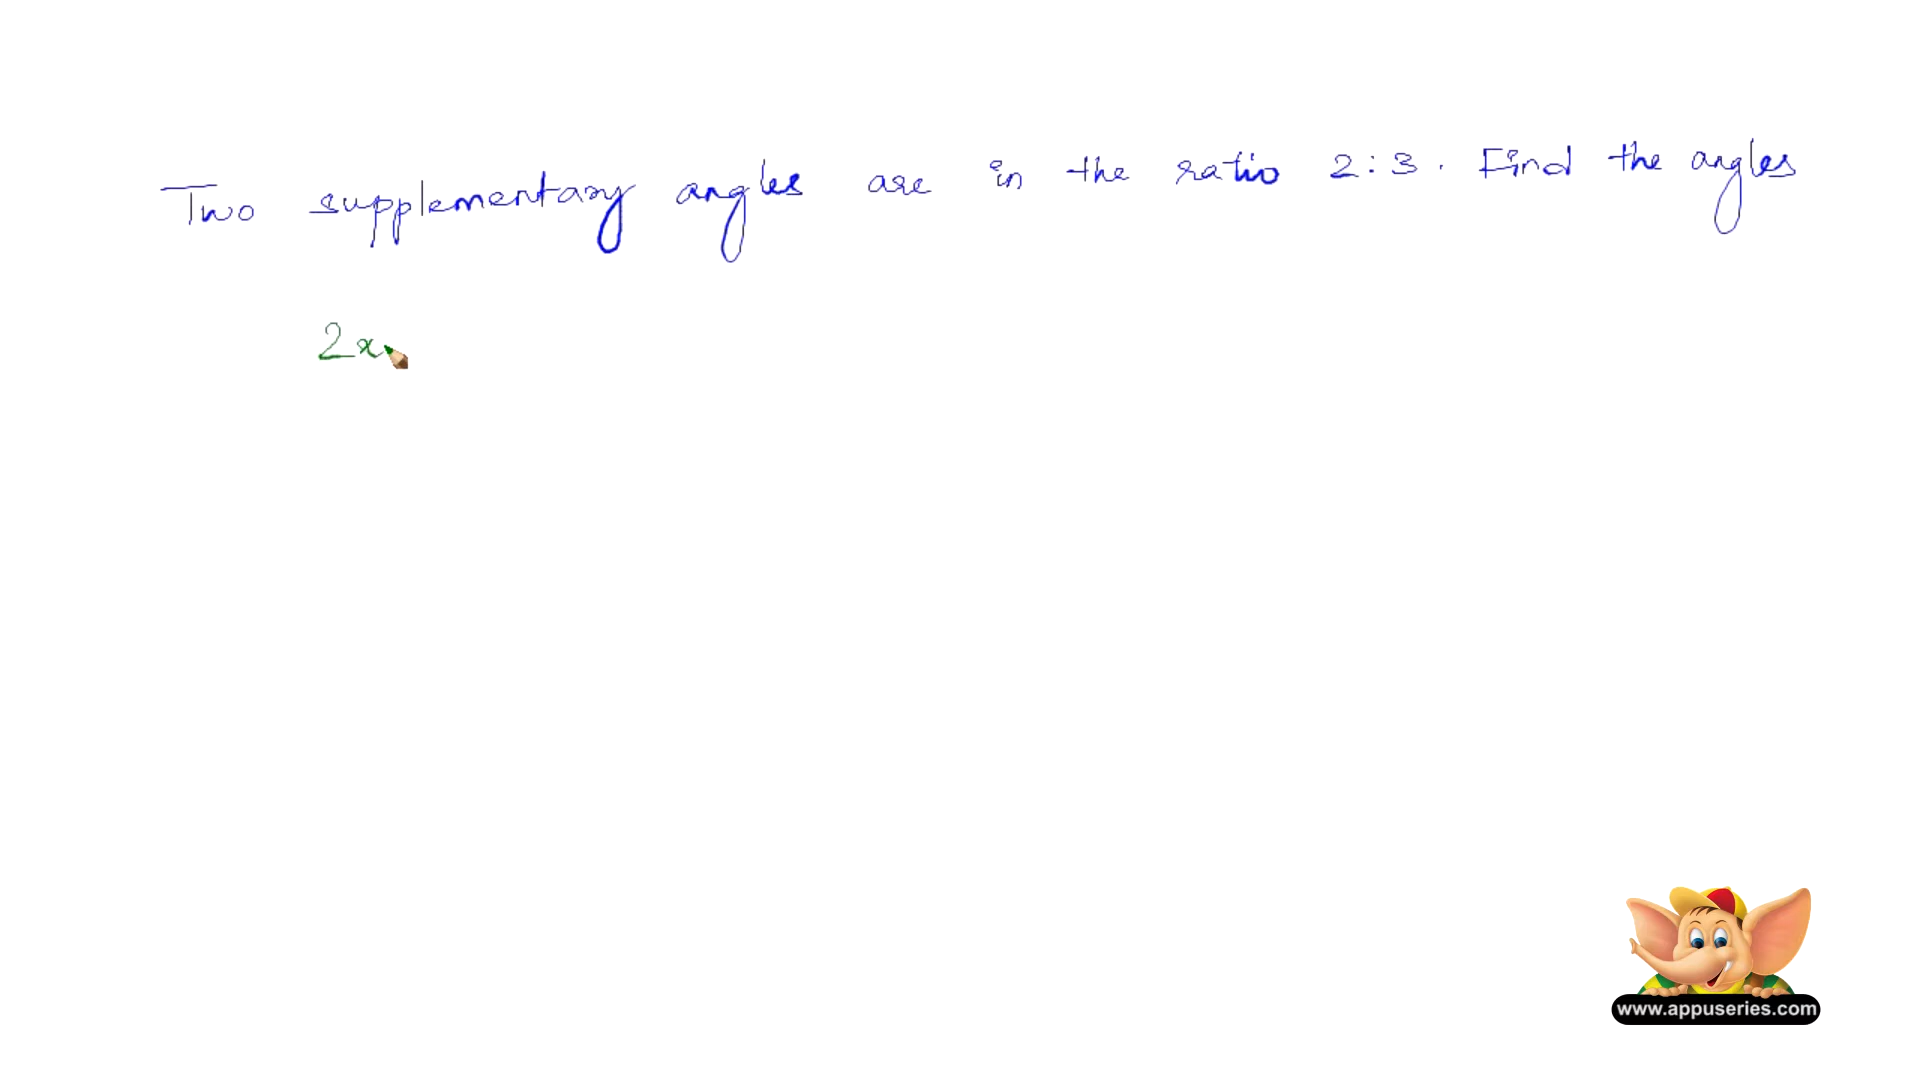 Two supplementary angles are in the ratio 2:3. Find the angles
2x
www.appuseries.com